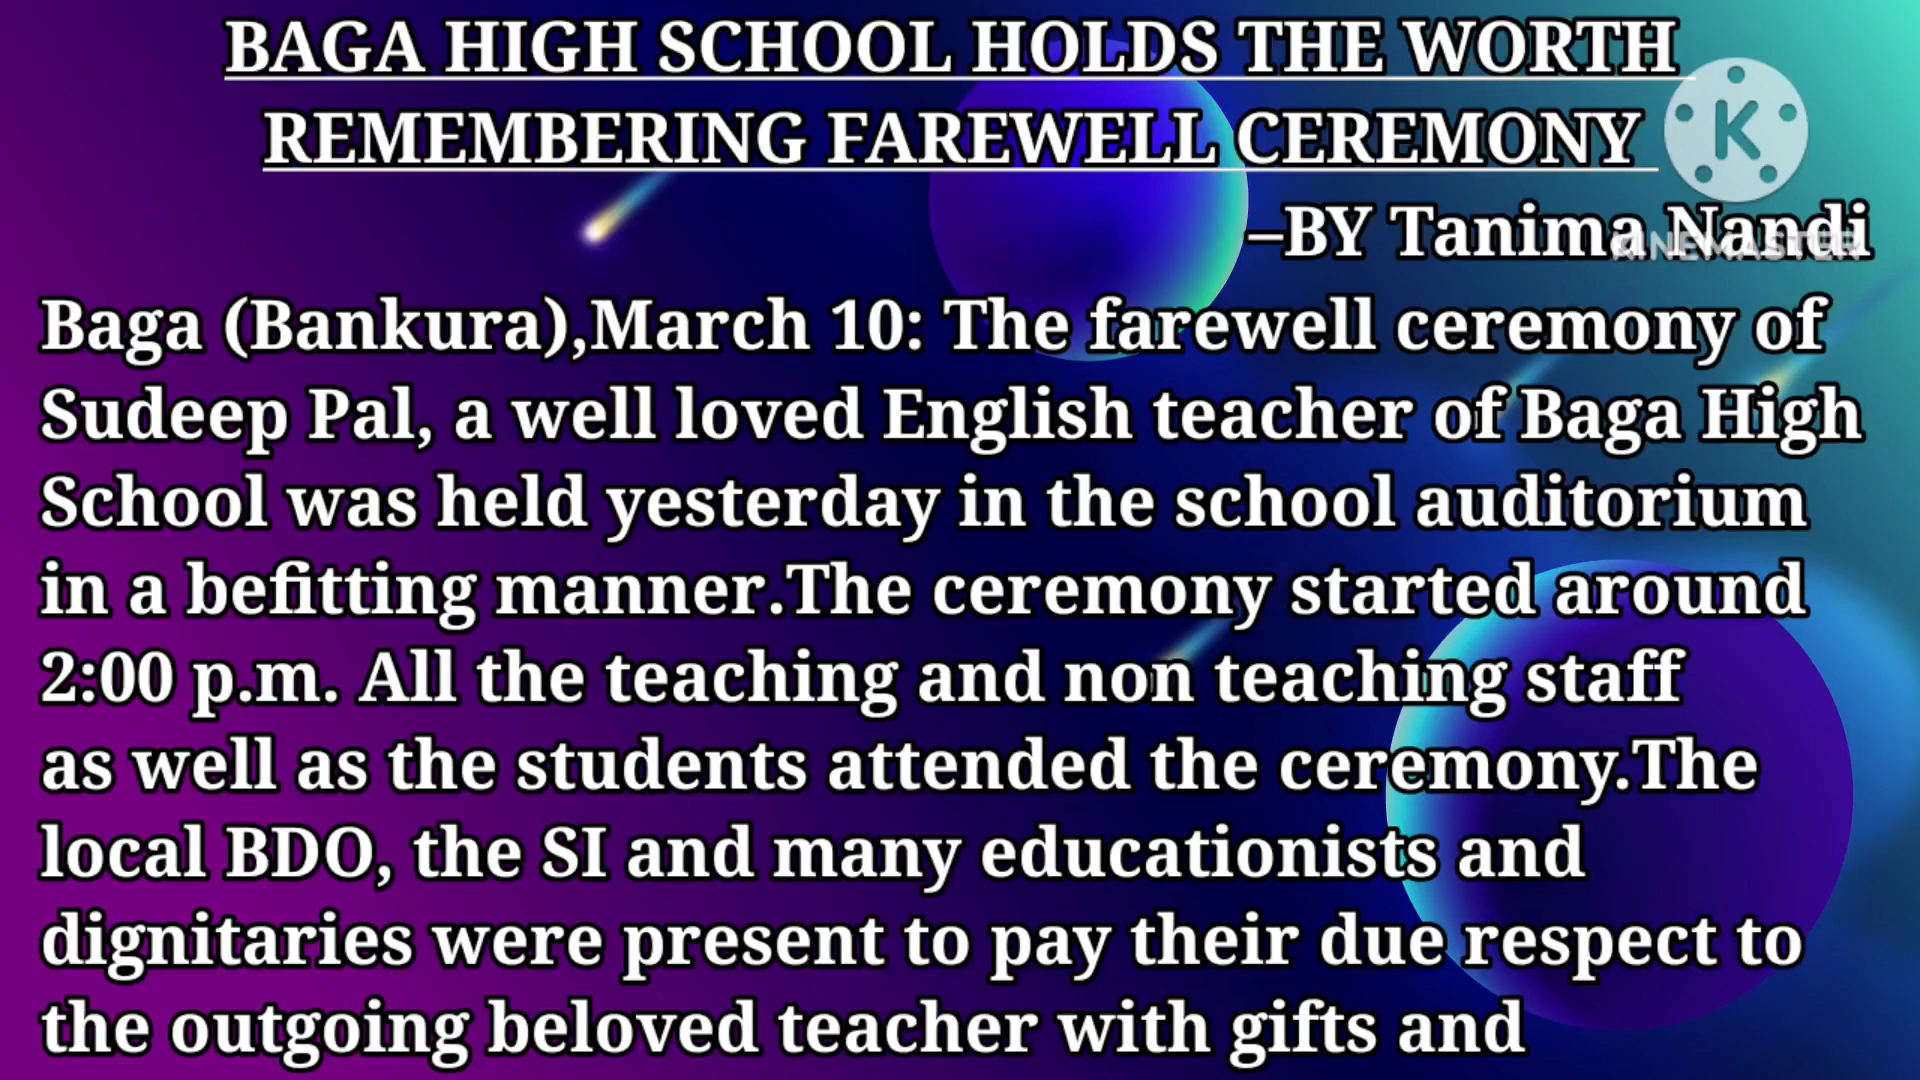 BAGA HIGH SCHOOL HOLDS THE WORTH
REMEMBERING FAREWELL CEREMONY
K
–BY Tanima Nandi
KINEMASTER
Baga (Bankura),March 10: The farewell ceremony of
Sudeep Pal, a well loved English teacher of Baga High
School was held yesterday in the school auditorium
in a befitting manner.The ceremony started around
2:00 p.m. All the teaching and non teaching staff
as well as the students attended the ceremony.The
local BDO, the SI and many educationists and
dignitaries were present to pay their due respect to
the outgoing beloved teacher with gifts and